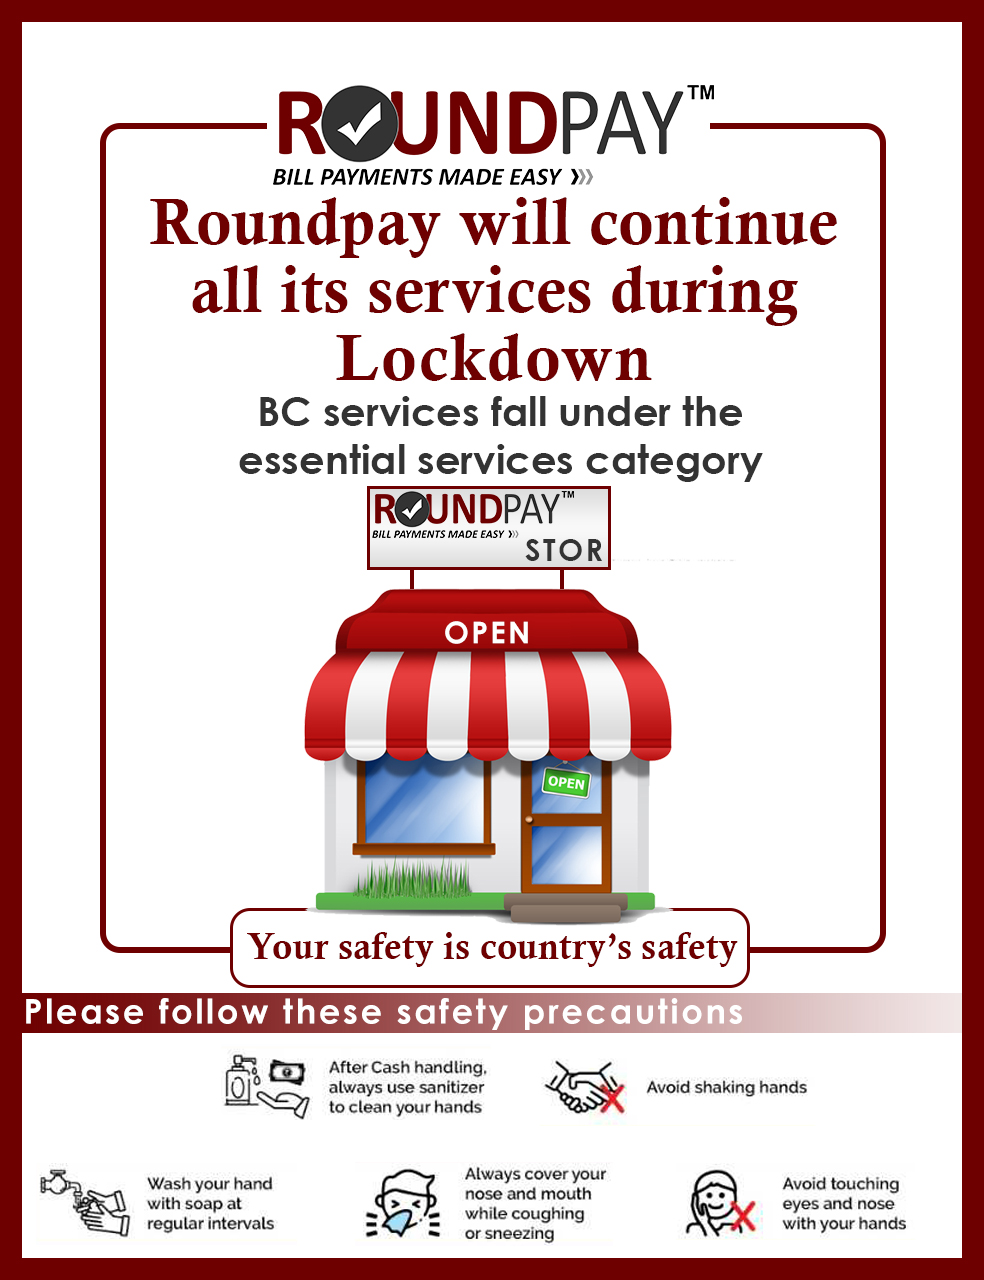 ROUNDPAY™
BILL PAYMENTS MADE EASY
Roundpay will continue
all its services during
Lockdown
BC services fall under the
essential services category
ROUNDPAY™
BILL PAYMENTS MADE EASY
STOR
OPEN
OPEN
Your safety is country's safety
Please follow these safety precautions
After Cash handling,
always use sanitizer
to clean your hands
Avoid shaking hands
Wash your hand
with soap at
regular intervals
Always cover your
nose and mouth
while coughing
or sneezing
Avoid touching
eyes and nose
with your hands